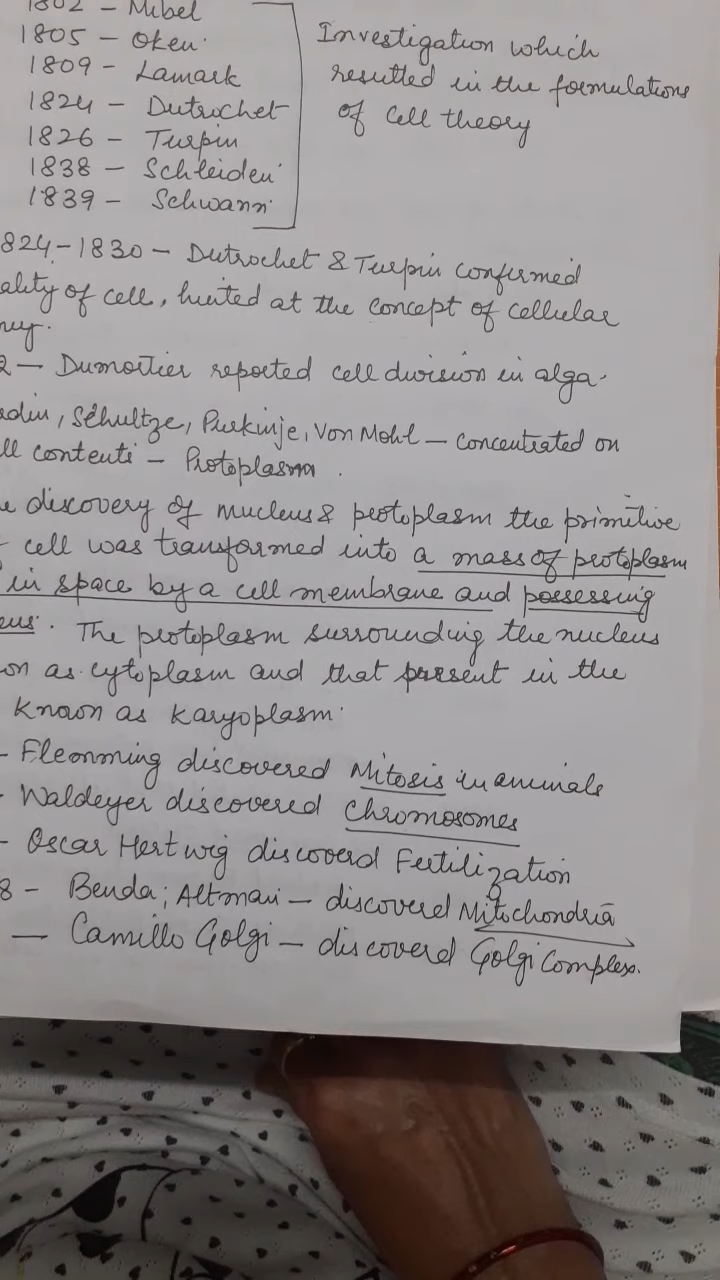 1802 - Mibel
1805 - Oken
1809 - Lamark
1824 - Dutrochet
1826 - Turpin
1838 - Schleiden
1839 - Schwann
Investigation which
resulted in the formulations
of cell theory
824-1830 - Dutrochet & Turpin confirmed
ality of cell, hinted at the concept of cellular
2 - Dumortier reported cell division in alga.
Schultze, Purkinje, Von Mohl - concentrated on
ll contents - Protoplasm.
e discovery of nucleus & protoplasm the primitive
cell was transformed into a mass of protoplasm
in space by a cell membrane and possessing
eus. The protoplasm surrounding the nucleus
on as cytoplasm and that present in the
known as karyoplasm.
- Flemming discovered Mitosis in animals
- Waldeyer discovered Chromosomes
- Oscar Hertwig discoverd Fertilization
8 - Benda; Altman - discovered Mitochondria
- Camillo Golgi - discoverd Golgi Complex.